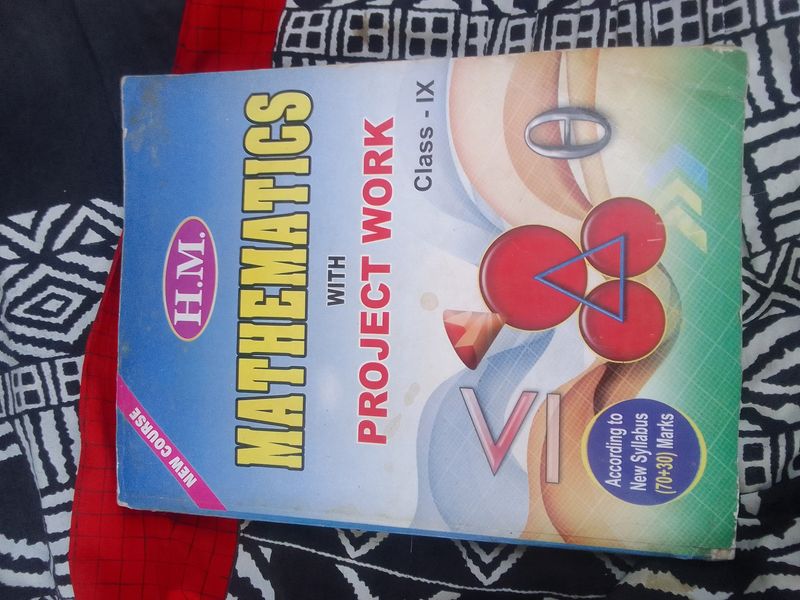 NEW COURSE
H.M.
MATHEMATICS
WITH
PROJECT WORK
Class - IX
θ
≤
According to
New Syllabus
(70+30) Marks